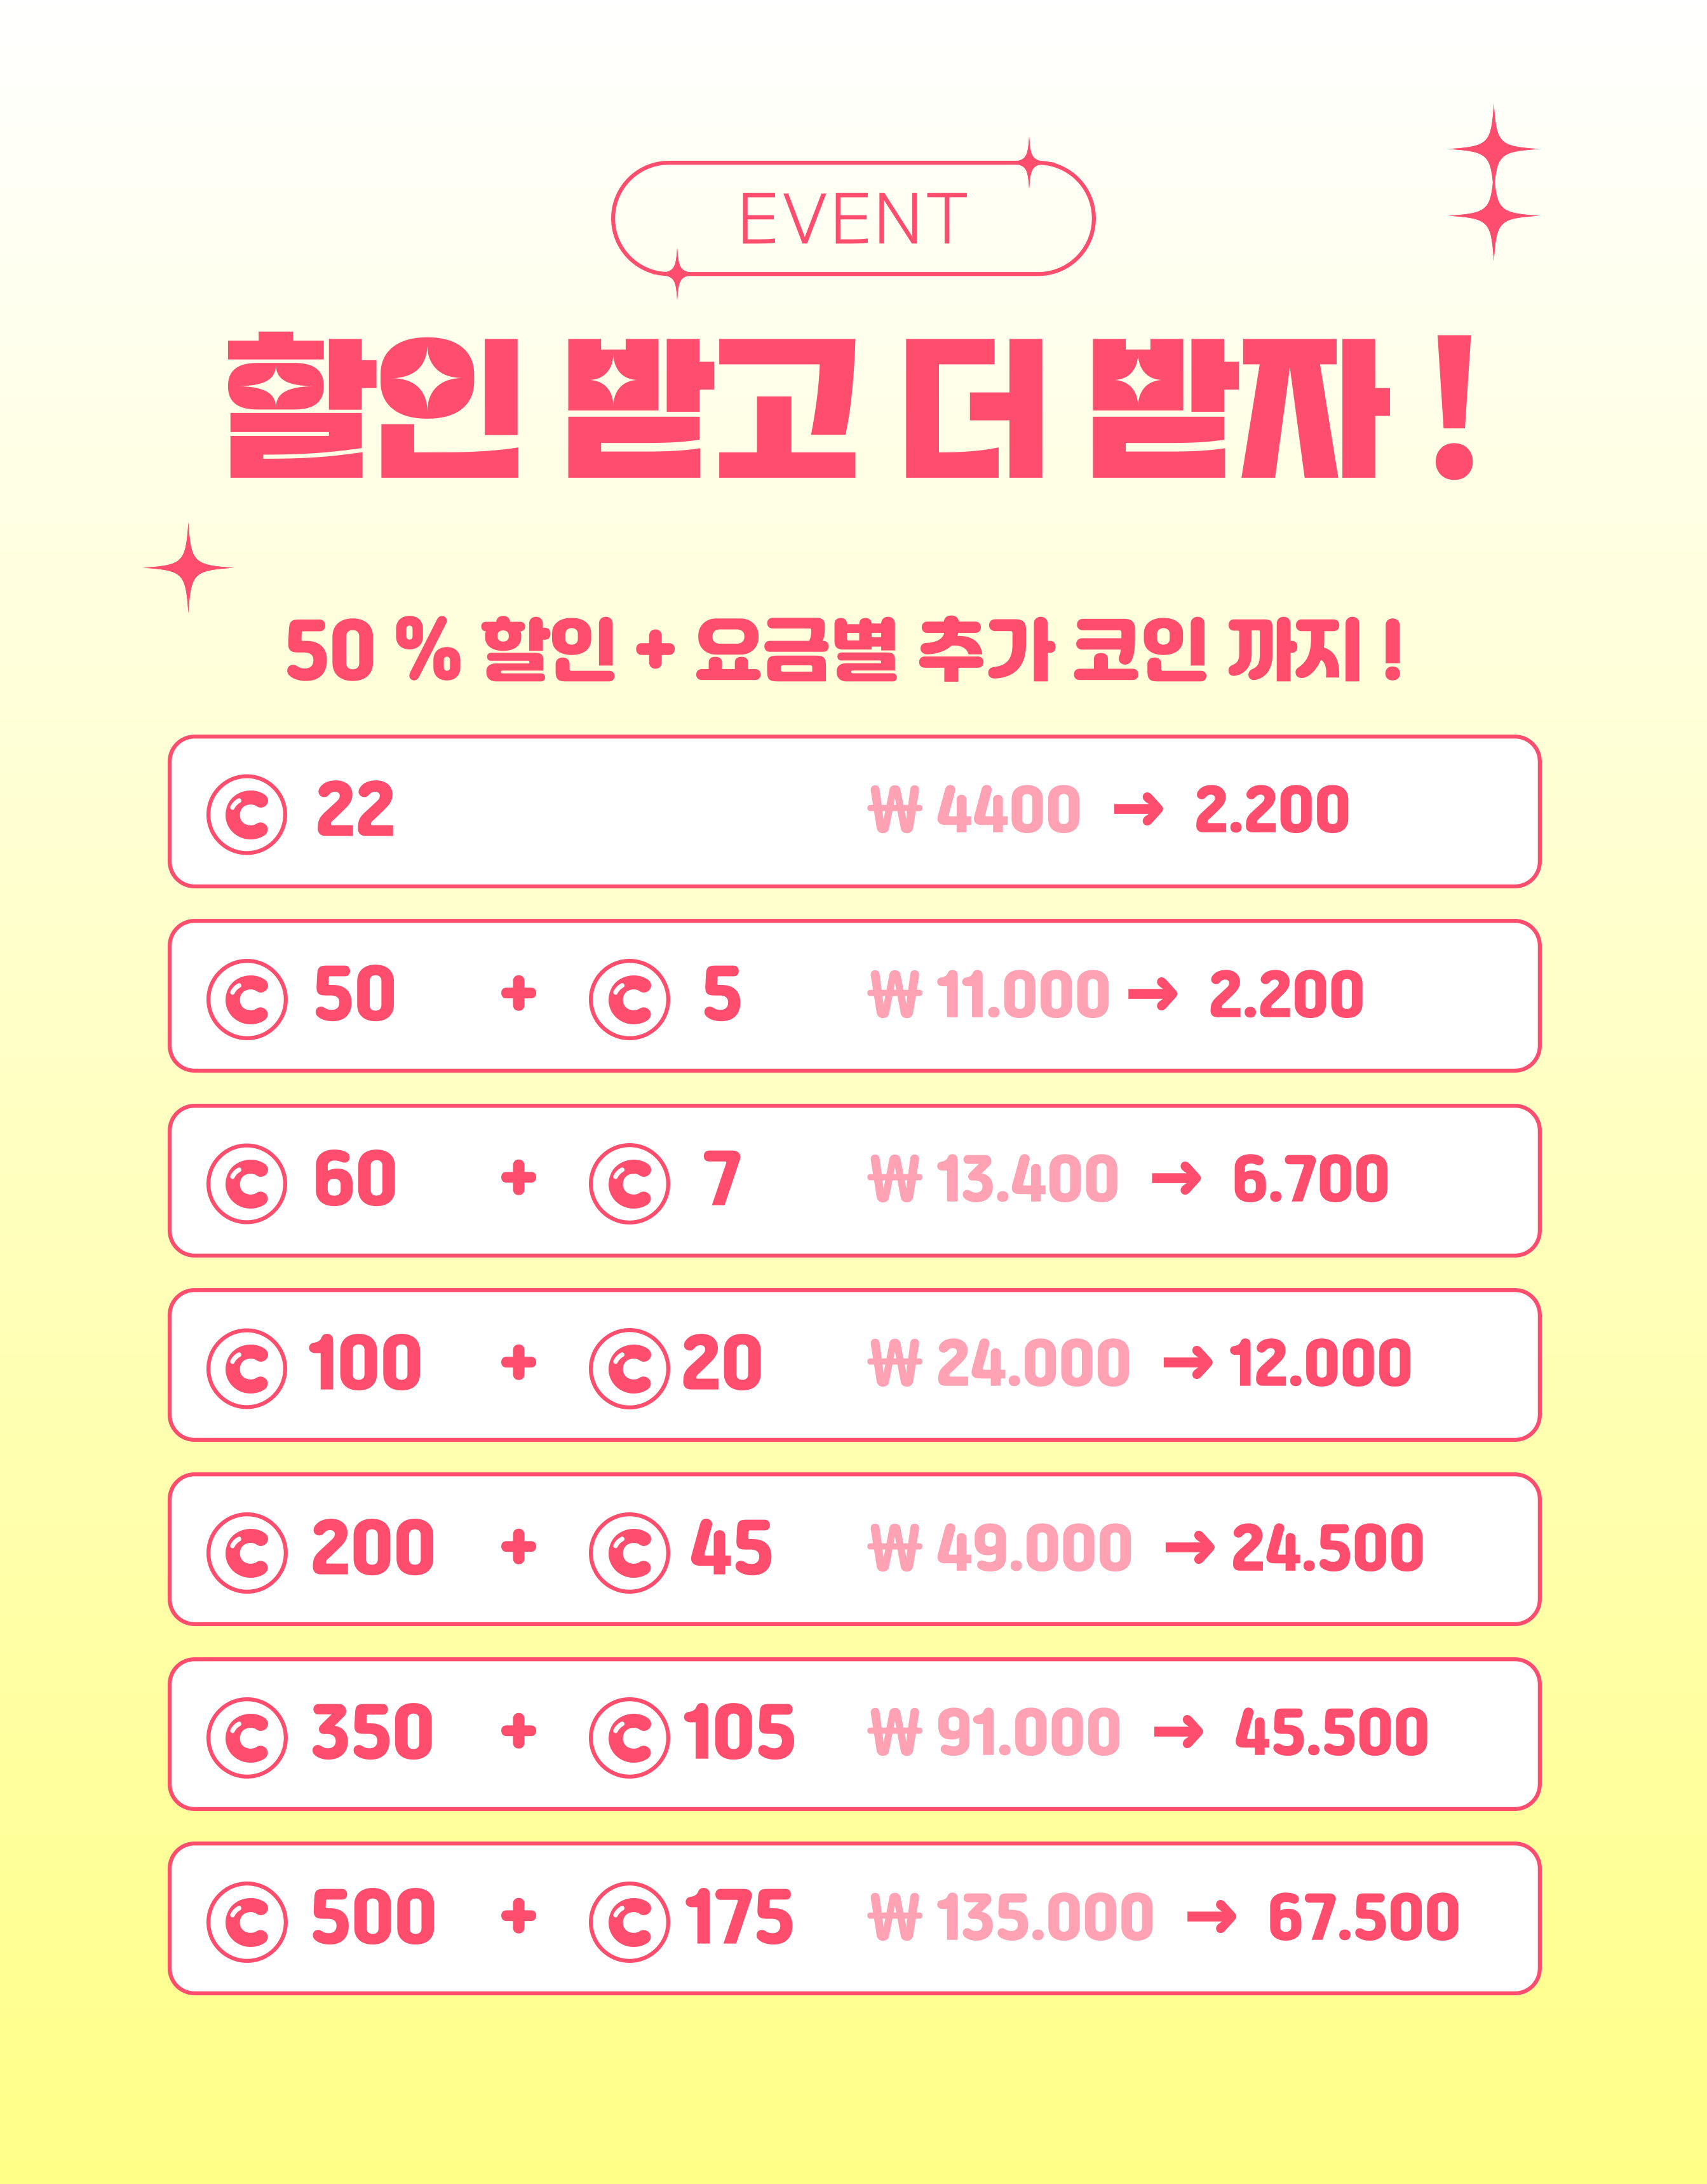 EVENT
할인 받고 더 받자 !
50 % 할인 + 요금별 추가 코인 까지 !
C 22 ₩ 4400 → 2.200
C 50 + C 5 ₩ 11.000 → 2.200
C 60 + C 7 ₩ 13.400 → 6.700
C 100 + C 20 ₩ 24.000 → 12.000
C 200 + C 45 ₩ 49.000 → 24.500
C 350 + C 105 ₩ 91.000 → 45.500
C 500 + C 175 ₩ 135.000 → 67.500